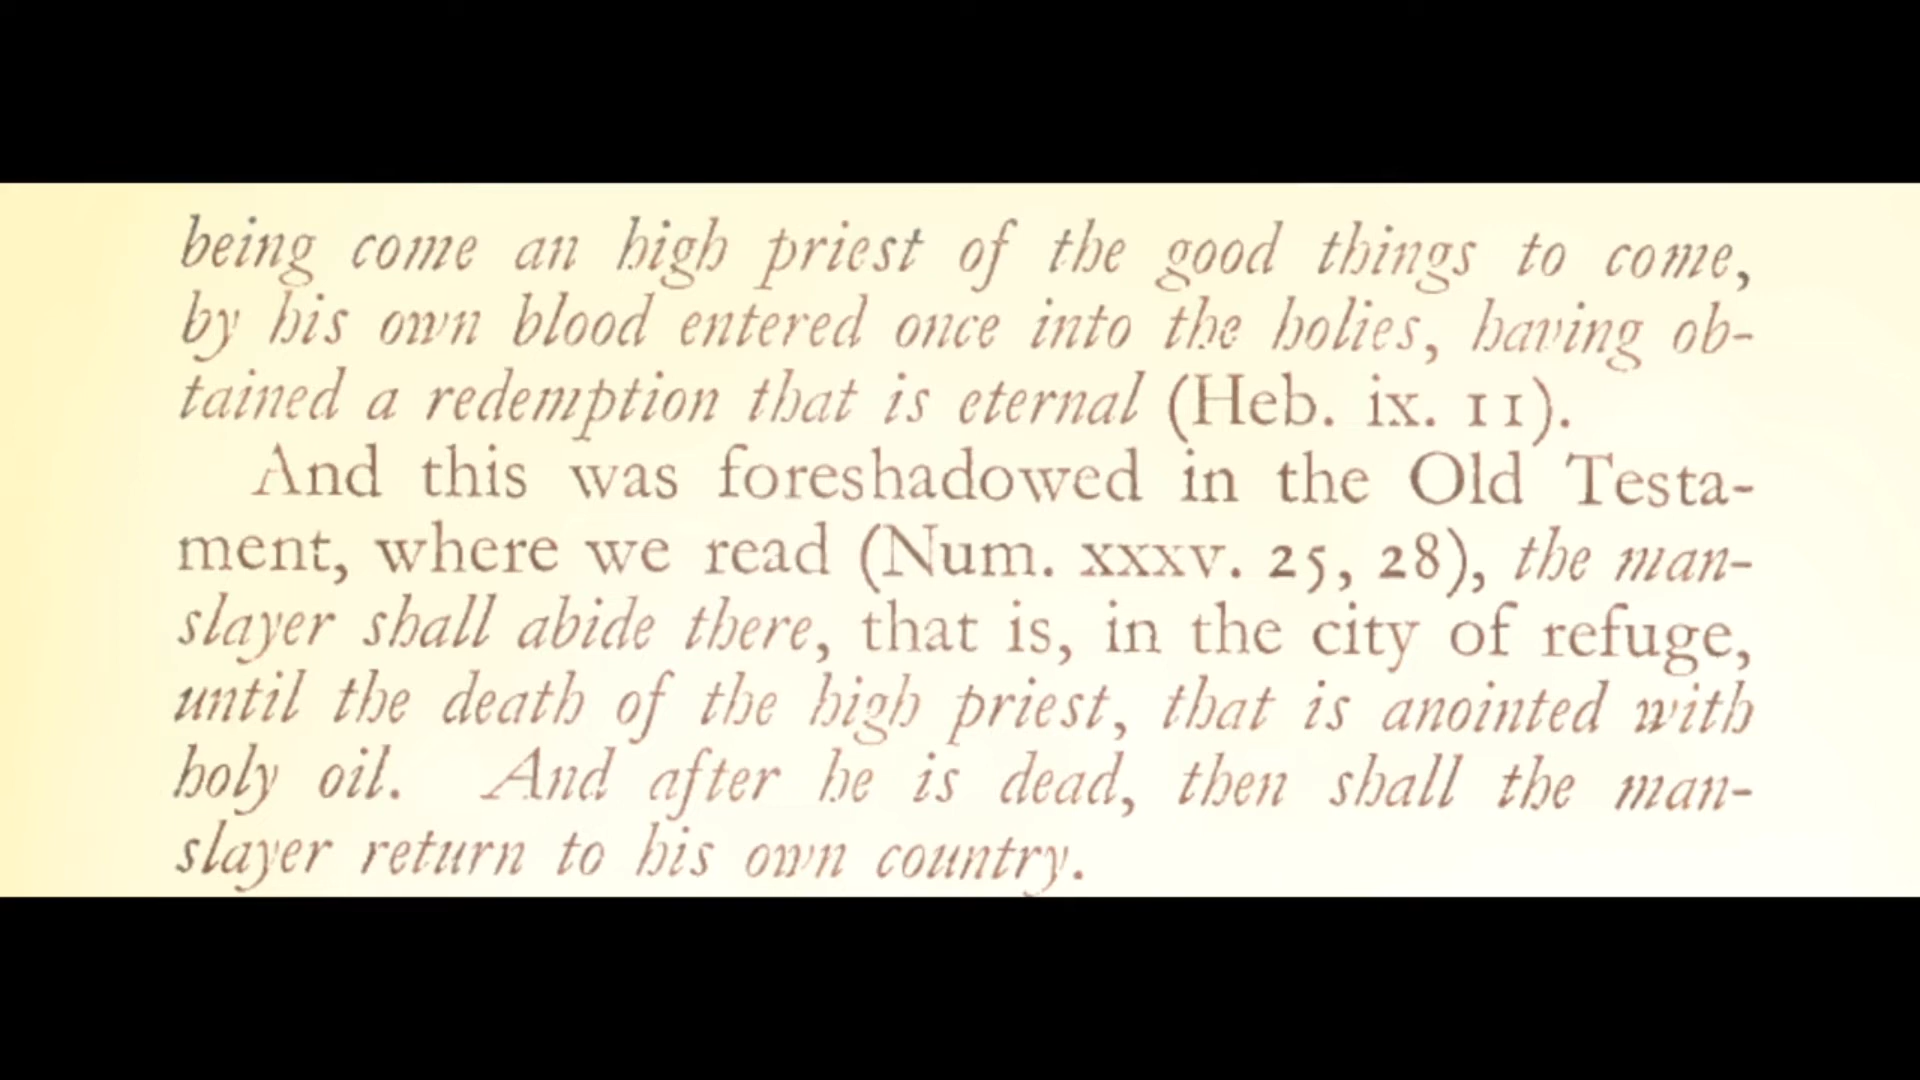 being come an high priest of the good things to come,
by his own blood entered once into the holies, having ob-
tained a redemption that is eternal (Heb. ix. 11).
And this was foreshadowed in the Old Testa-
ment, where we read (Num. xxxv. 25, 28), the man-
slayer shall abide there, that is, in the city of refuge,
until the death of the high priest, that is anointed with
holy oil. And after he is dead, then shall the man-
slayer return to his own country.